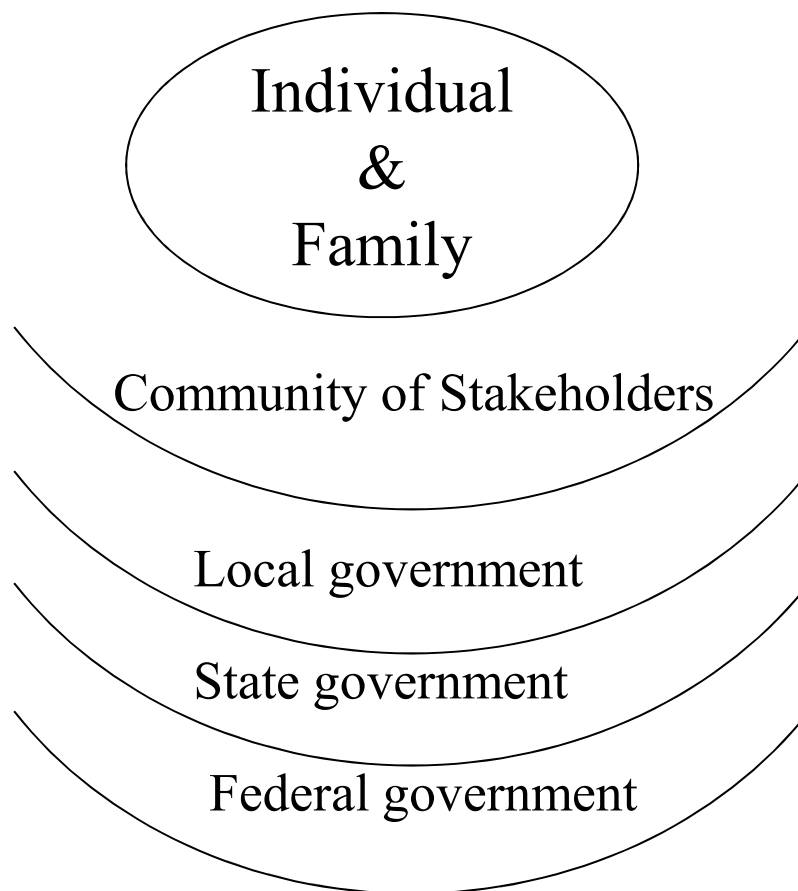 Individual
&
Family
Community of Stakeholders
Local government
State government
Federal government